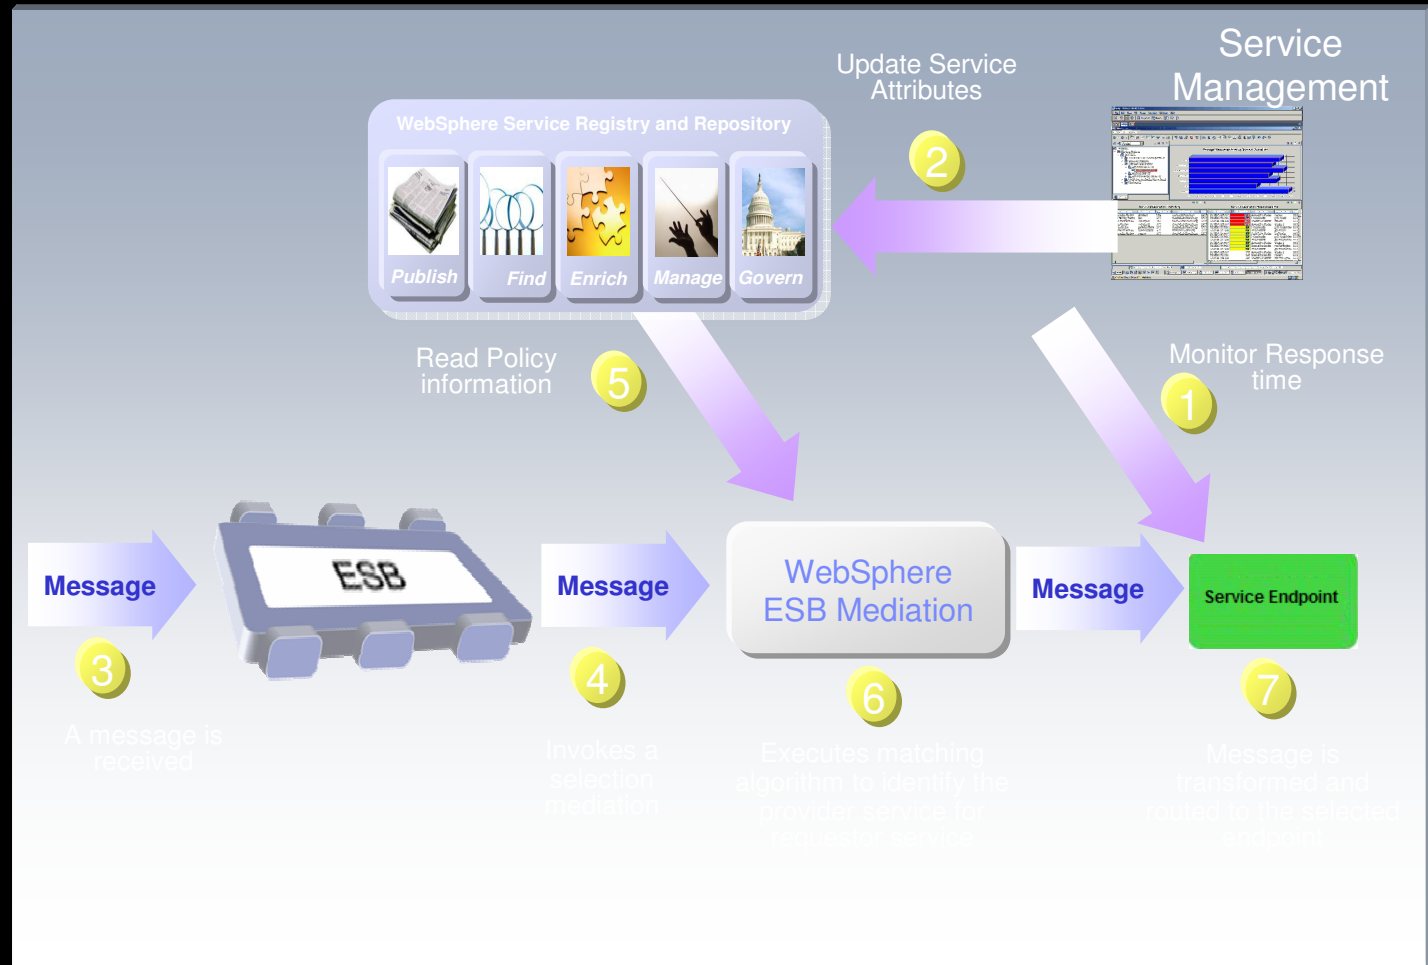 Service
Management
Update Service
Attributes
2
WebSphere Service Registry and Repository
Publish
Find
Enrich
Manage
Govern
Read Policy
information
5
Monitor Response
time
1
Message
ESB
Message
WebSphere
ESB Mediation
Message
Service Endpoint
3
4
6
7
A message is
received
Invokes a
selection
mediation
Executes matching
algorithm to identify the
provider service for
requestor service
Message is
transformed and
routed to the selected
endpoint